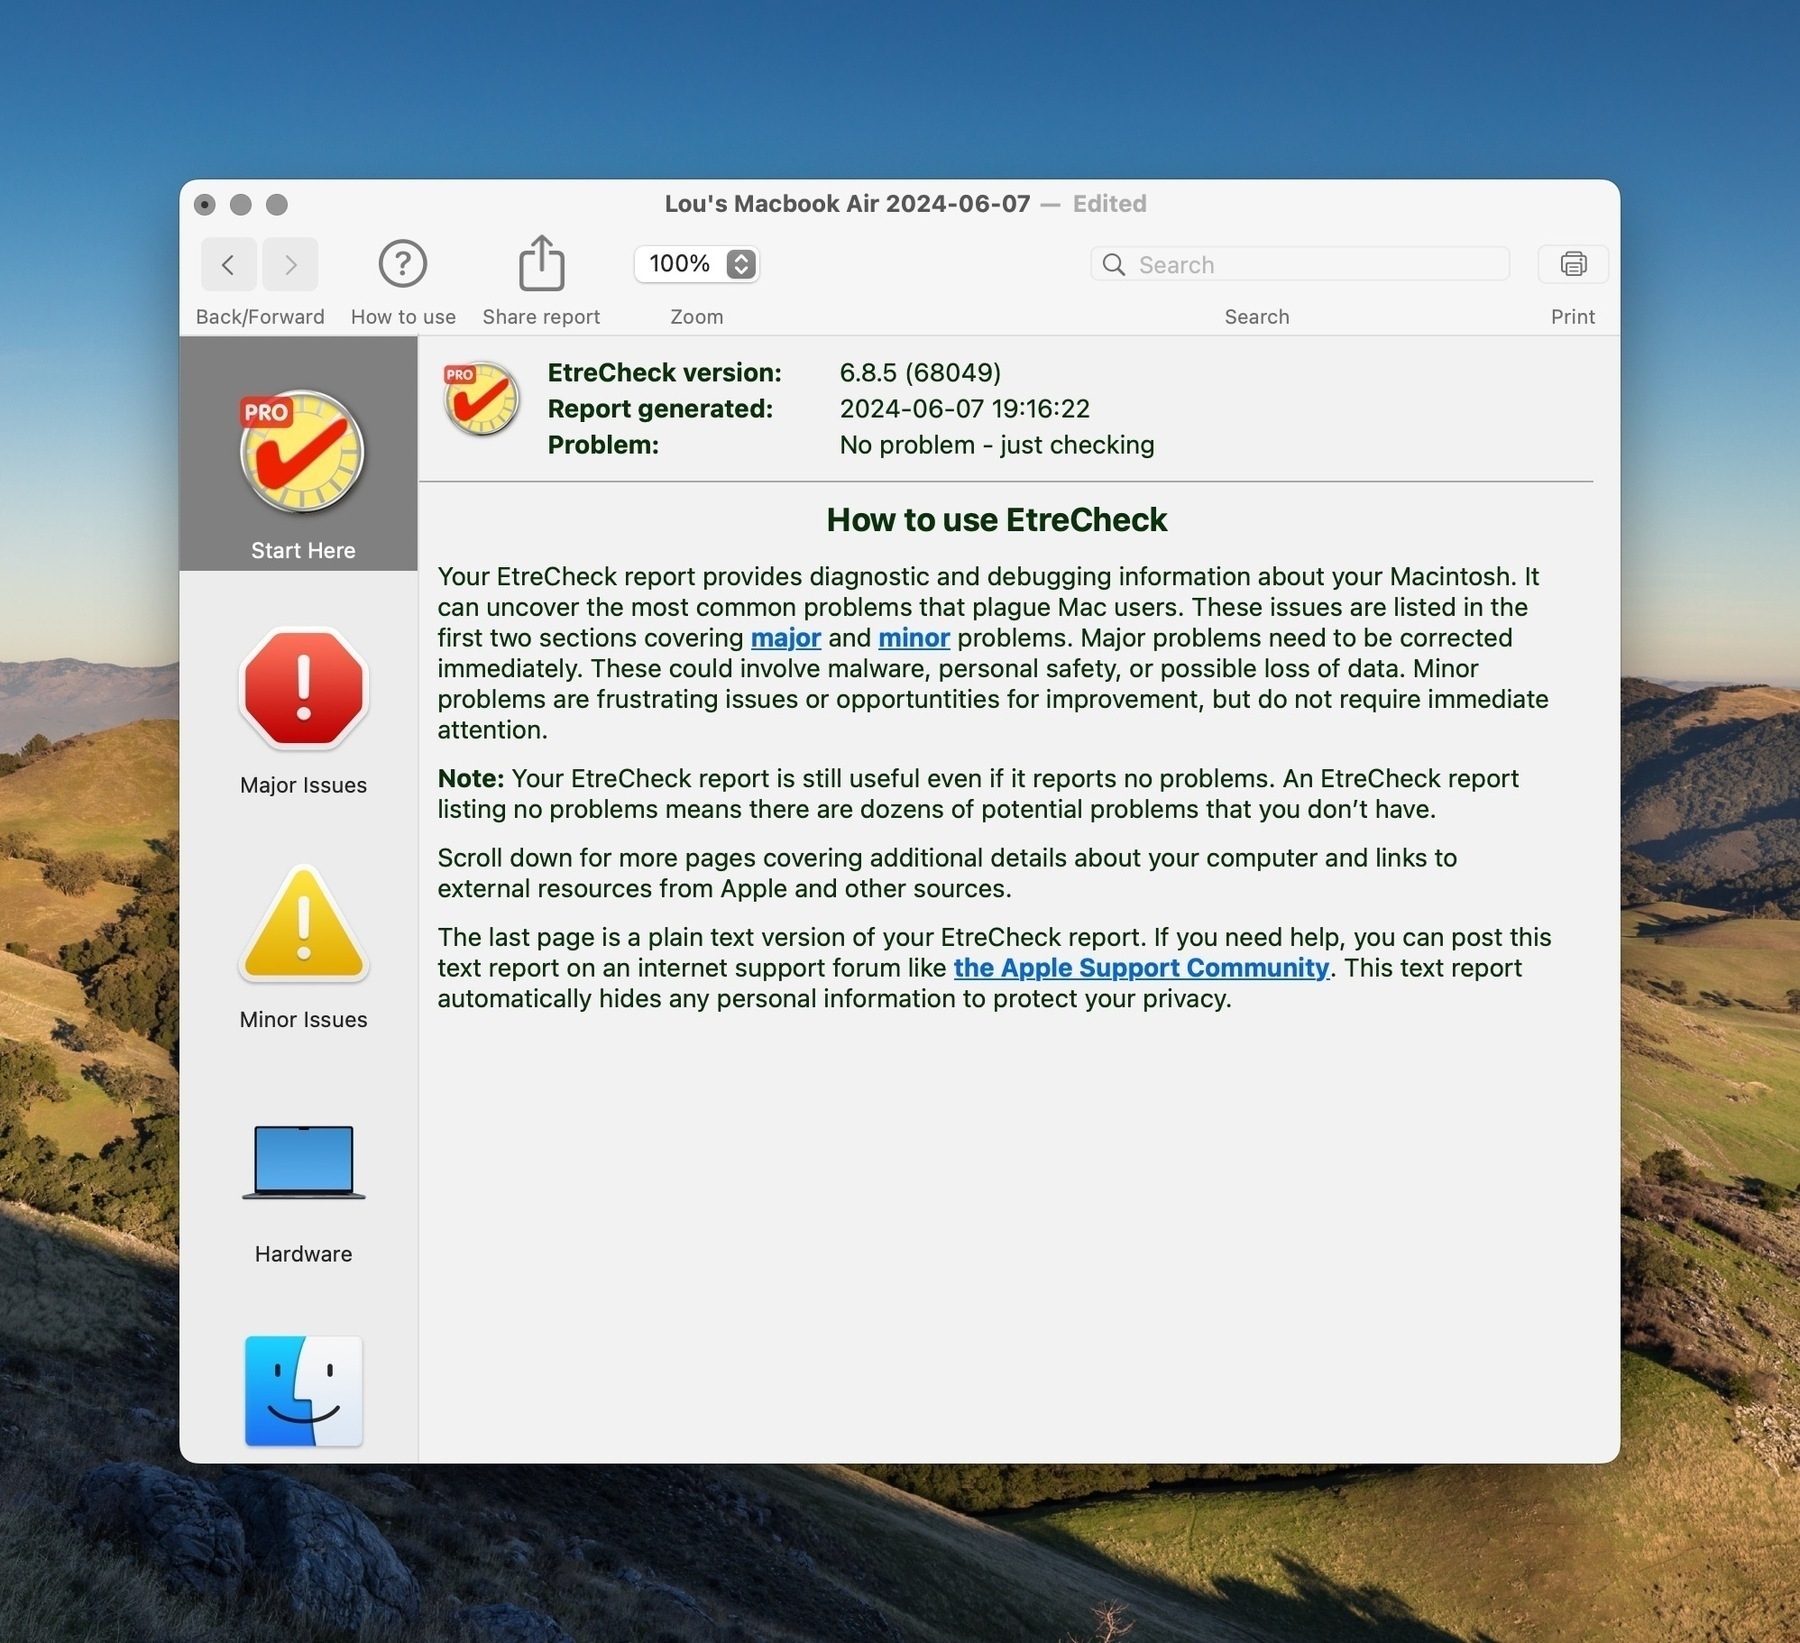 Lou's Macbook Air 2024-06-07 — Edited
100%
Search
Back/Forward How to use Share report Zoom Search Print
PRO
Start Here
Major Issues
Minor Issues
Hardware
PRO
EtreCheck version: 6.8.5 (68049)
Report generated: 2024-06-07 19:16:22
Problem: No problem - just checking
How to use EtreCheck
Your EtreCheck report provides diagnostic and debugging information about your Macintosh. It
can uncover the most common problems that plague Mac users. These issues are listed in the
first two sections covering major and minor problems. Major problems need to be corrected
immediately. These could involve malware, personal safety, or possible loss of data. Minor
problems are frustrating issues or opportuntities for improvement, but do not require immediate
attention.
Note: Your EtreCheck report is still useful even if it reports no problems. An EtreCheck report
listing no problems means there are dozens of potential problems that you don’t have.
Scroll down for more pages covering additional details about your computer and links to
external resources from Apple and other sources.
The last page is a plain text version of your EtreCheck report. If you need help, you can post this
text report on an internet support forum like the Apple Support Community. This text report
automatically hides any personal information to protect your privacy.